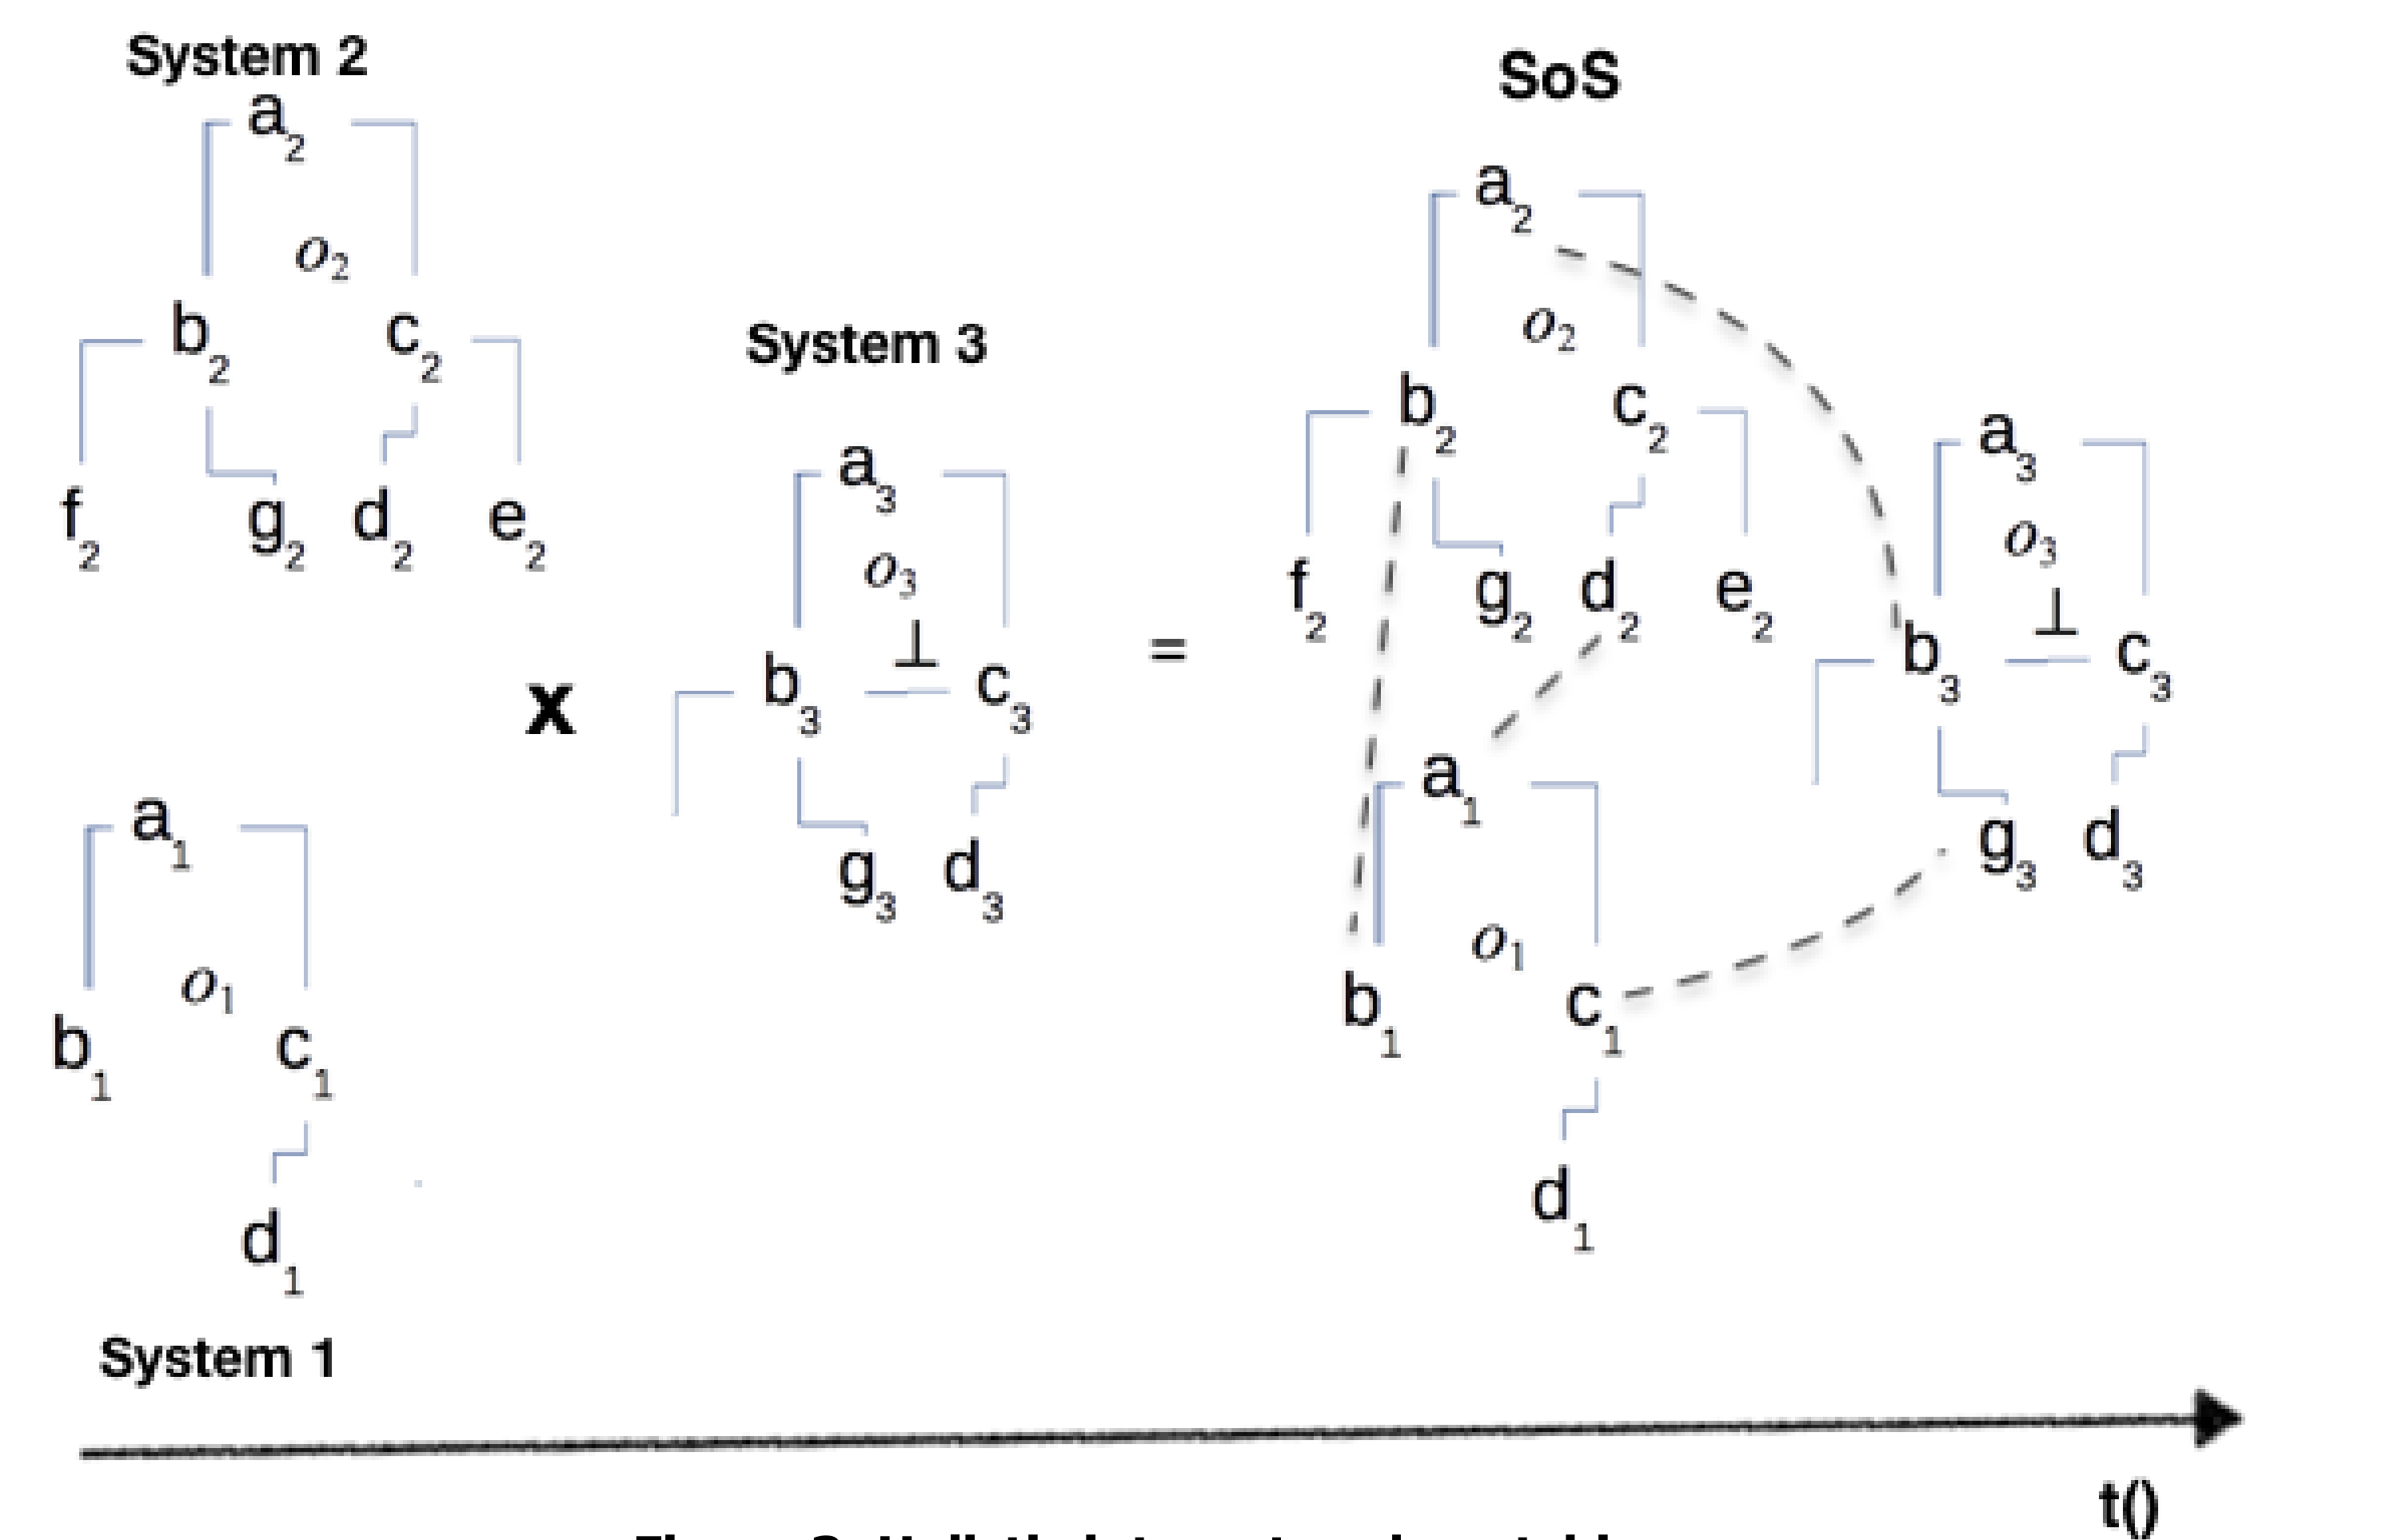 System 2
a2
o2
b2 c2
f2 g2 d2 e2
System 3
a3
o3
⊥
b3 c3
g3 d3
x
a1
o1
b1 c1
d1
System 1
=
SoS
a2
o2
b2 c2
f2 g2 d2 e2
a3
o3
⊥
b3 c3
g3 d3
a1
o1
b1 c1
d1
t()